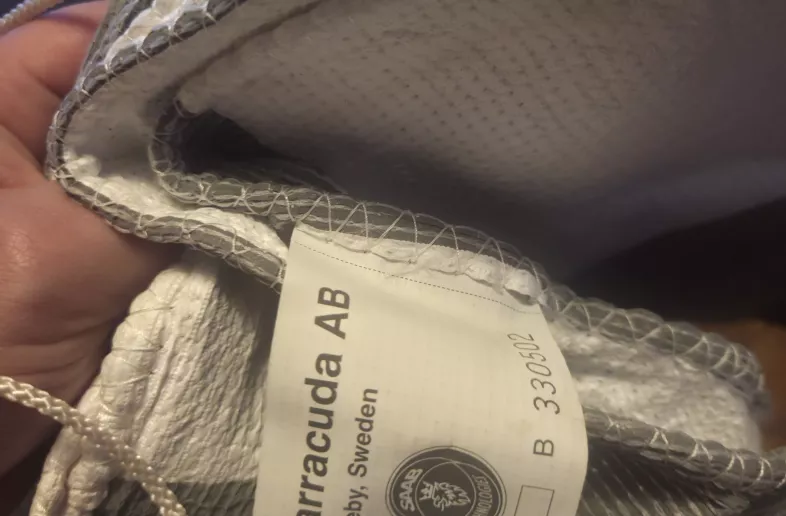 arracuda AB
eby, Sweden
SAAB
B 330502